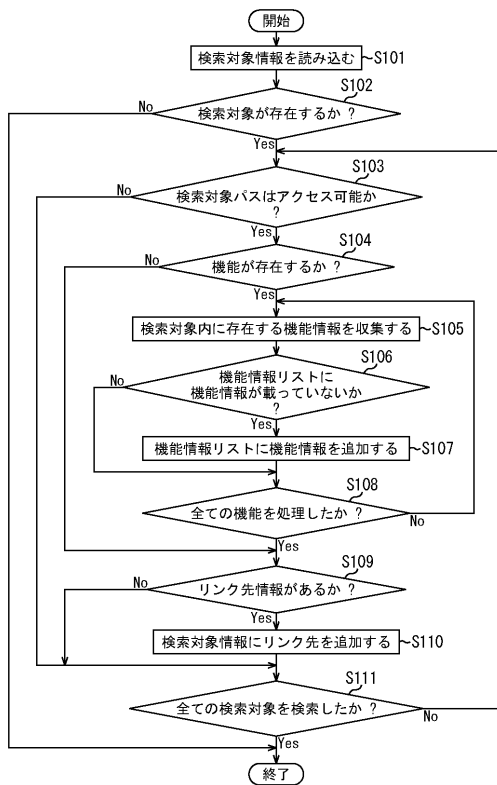 開始
検索対象情報を読み込む
S101
S102
No
検索対象が存在するか ?
Yes
S103
No
検索対象パスはアクセス可能か
?
Yes
S104
No
機能が存在するか ?
Yes
検索対象内に存在する機能情報を収集する
S105
S106
No
機能情報リストに
機能情報が載っていないか
?
Yes
機能情報リストに機能情報を追加する
S107
S108
全ての機能を処理したか ?
No
Yes
S109
No
リンク先情報があるか ?
Yes
検索対象情報にリンク先を追加する
S110
S111
全ての検索対象を検索したか ?
No
Yes
終了